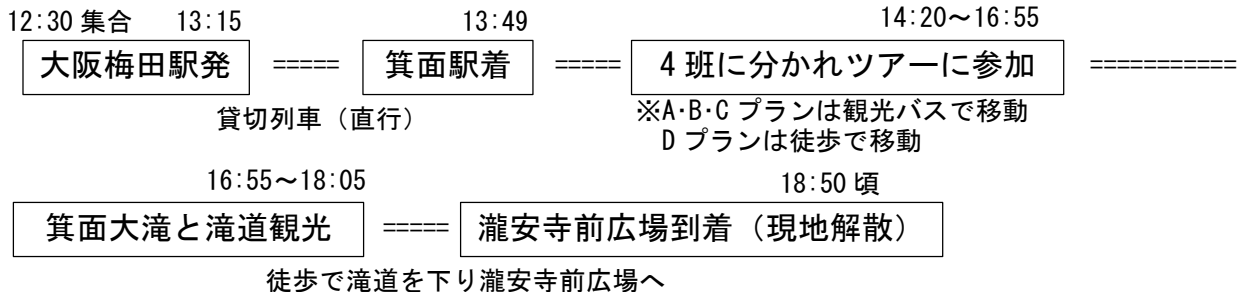 12:30 集合 13:15 13:49 14:20～16:55
大阪梅田駅発 ===== 箕面駅着 ===== 4 班に分かれツアーに参加 ===========
貸切列車（直行） ※A･B･C プランは観光バスで移動
D プランは徒歩で移動
16:55～18:05 18:50 頃
箕面大滝と滝道観光 ===== 瀧安寺前広場到着（現地解散）
徒歩で滝道を下り瀧安寺前広場へ